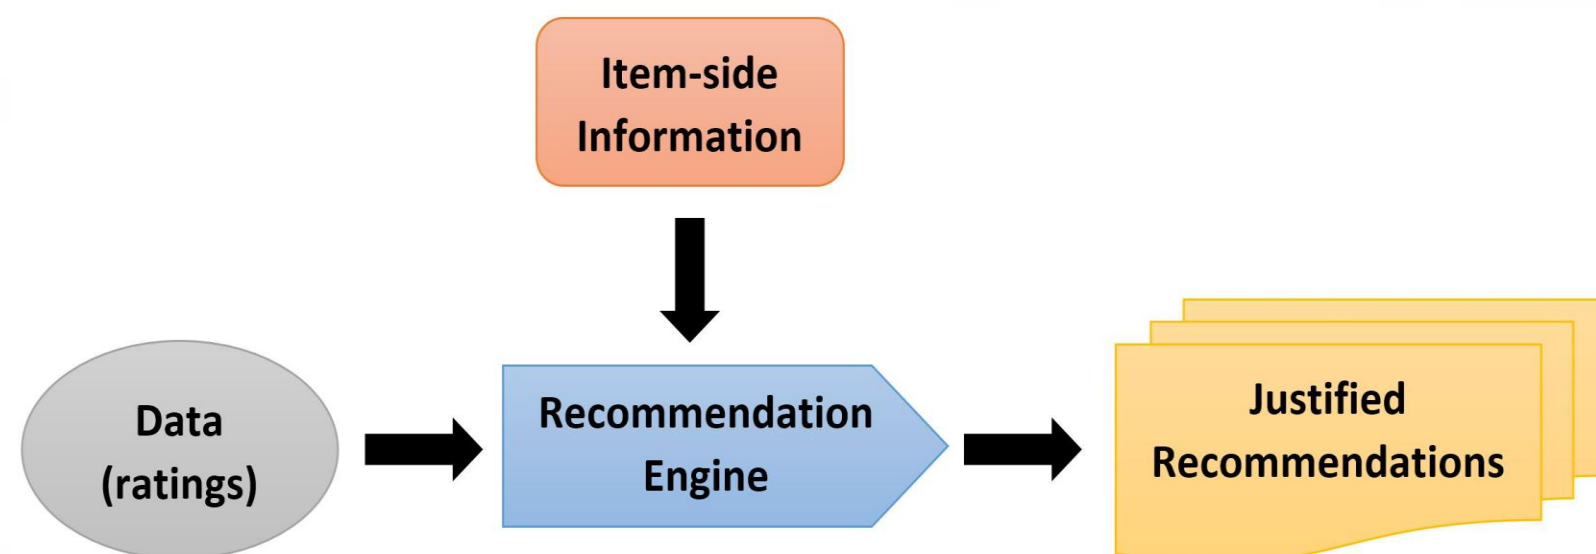 Item-side
Information
Data
(ratings)
Recommendation
Engine
Justified
Recommendations